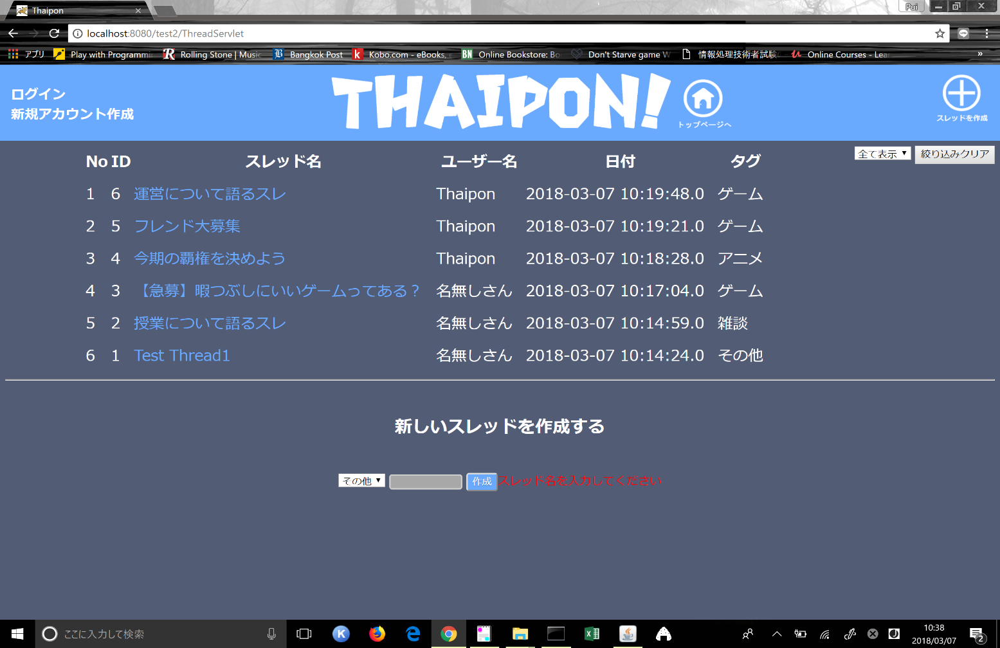 Thaipon
Pui
localhost:8080/test2/ThreadServlet
アプリ Play with Programmi Rolling Stone | Music Bangkok Post Kobo.com - eBooks, BN Online Bookstore: Bo Don't Starve game W 情報処理技術者試験 Online Courses - Lea »
ログイン
新規アカウント作成
THAIPON!
トップページへ
スレッドを作成
全て表示 絞り込みクリア
No ID スレッド名 ユーザー名 日付 タグ
1 6 運営について語るスレ Thaipon 2018-03-07 10:19:48.0 ゲーム
2 5 フレンド大募集 Thaipon 2018-03-07 10:19:21.0 ゲーム
3 4 今期の覇権を決めよう Thaipon 2018-03-07 10:18:28.0 アニメ
4 3 【急募】暇つぶしにいいゲームってある？ 名無しさん 2018-03-07 10:17:04.0 ゲーム
5 2 授業について語るスレ 名無しさん 2018-03-07 10:14:59.0 雑談
6 1 Test Thread1 名無しさん 2018-03-07 10:14:24.0 その他
新しいスレッドを作成する
その他 作成 スレッド名を入力してください
ここに入力して検索
10:38
2018/03/07
2